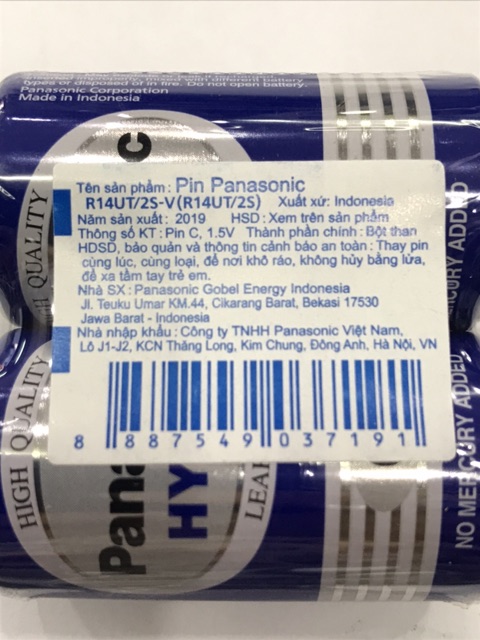 types or disposed of in fire. Do not open battery.
Panasonic Corporation
Made in Indonesia
Tên sản phẩm : Pin Panasonic
R14UT/2S-V(R14UT/2S) Xuất xứ: Indonesia
Năm sản xuất : 2019 HSD : Xem trên sản phẩm
Thông số KT : Pin C, 1.5V Thành phần chính : Bột than
HDSD, bảo quản và thông tin cảnh báo an toàn : Thay pin
cùng lúc, cùng loại, để nơi khô ráo, không hủy bằng lửa,
để xa tầm tay trẻ em.
Nhà SX : Panasonic Gobel Energy Indonesia
Jl. Teuku Umar KM.44, Cikarang Barat, Bekasi 17530
Jawa Barat - Indonesia
Nhà nhập khẩu : Công ty TNHH Panasonic Việt Nam,
Lô J1-J2, KCN Thăng Long, Kim Chung, Đông Anh, Hà Nội, VN
8 887549 037191
QUALITY
ADDED
HIGH QUALITY
Pana
HY
LEAK
NO MERCURY ADDED